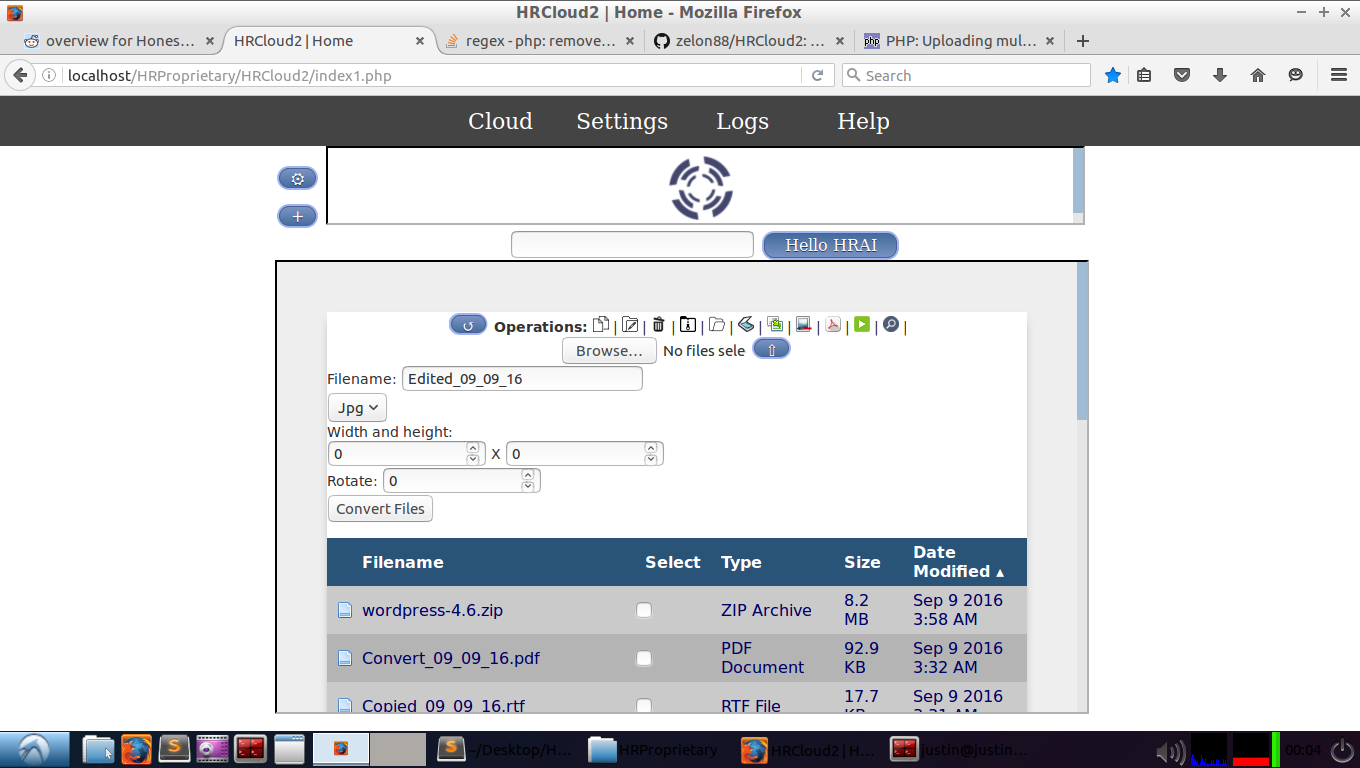 HRCloud2 | Home - Mozilla Firefox
overview for Hones... HRCloud2 | Home regex - php: remove... zelon88/HRCloud2: ... PHP: Uploading mul...
localhost/HRProprietary/HRCloud2/index1.php Search
Cloud Settings Logs Help
Hello HRAI
Operations: | | | | | | | | | | |
Browse... No files sele
Filename: Edited_09_09_16
Jpg
Width and height:
0 X 0
Rotate: 0
Convert Files
Filename Select Type Size Date
Modified ▴
wordpress-4.6.zip ZIP Archive 8.2
MB Sep 9 2016
3:58 AM
Convert_09_09_16.pdf PDF
Document 92.9
KB Sep 9 2016
3:32 AM
Copied_09_09_16.rtf RTF File 17.7
KB Sep 9 2016
3:31 AM
~/Desktop/H... HRProprietary HRCloud2 | H... justin@justin... 00:04